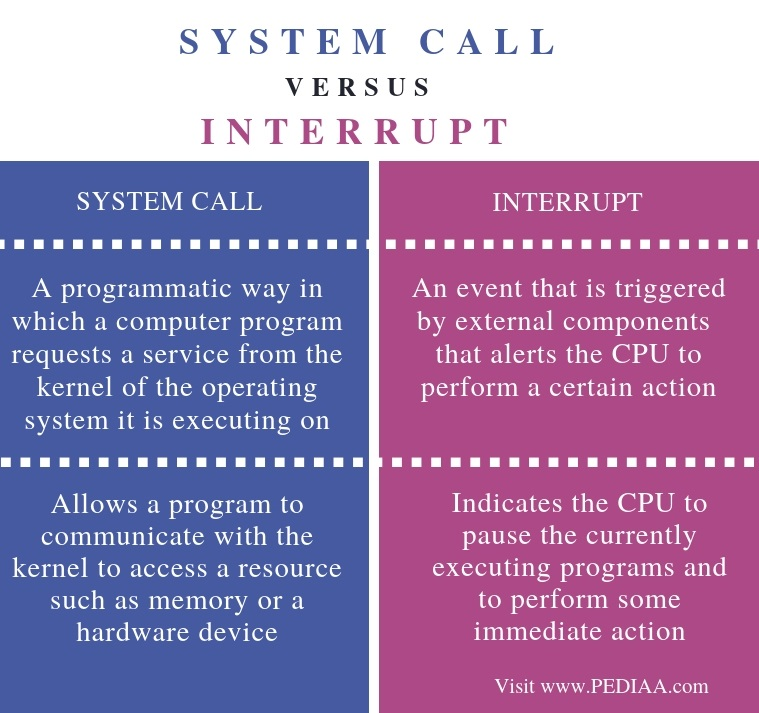 SYSTEM CALL
VERSUS
INTERRUPT
SYSTEM CALL
A programmatic way in
which a computer program
requests a service from the
kernel of the operating
system it is executing on
Allows a program to
communicate with the
kernel to access a resource
such as memory or a
hardware device
INTERRUPT
An event that is triggered
by external components
that alerts the CPU to
perform a certain action
Indicates the CPU to
pause the currently
executing programs and
to perform some
immediate action
Visit www.PEDIAA.com